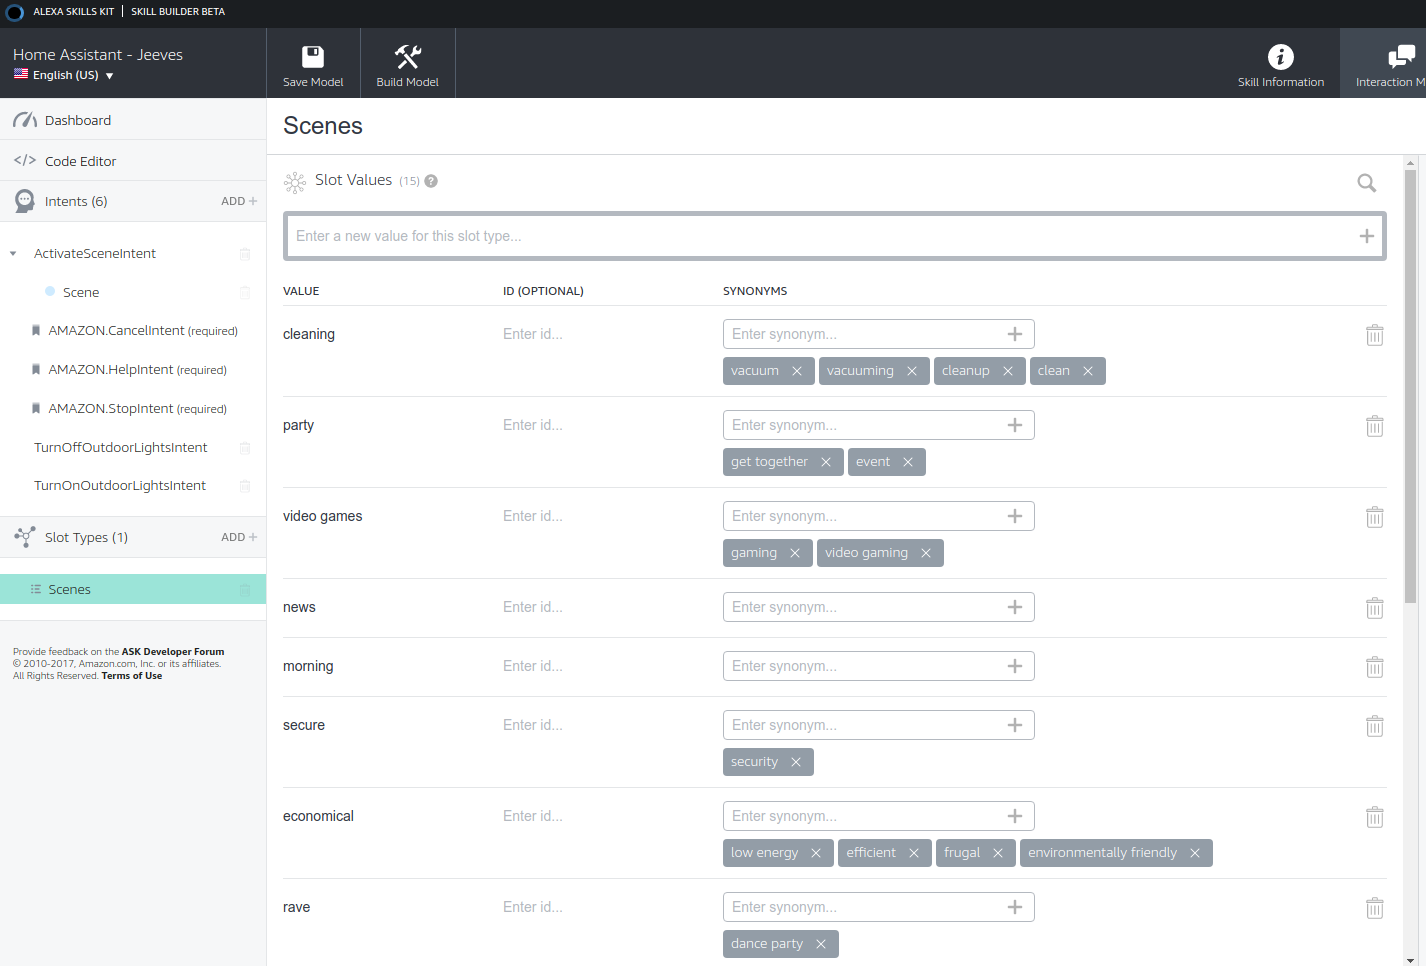 ALEXA SKILLS KIT | SKILL BUILDER BETA
Home Assistant - Jeeves
English (US)
Save Model
Build Model
Skill Information
Interaction M
Dashboard
</> Code Editor
Intents (6) ADD +
ActivateSceneIntent
Scene
AMAZON.CancelIntent (required)
AMAZON.HelpIntent (required)
AMAZON.StopIntent (required)
TurnOffOutdoorLightsIntent
TurnOnOutdoorLightsIntent
Slot Types (1) ADD +
Scenes
Provide feedback on the ASK Developer Forum
© 2010-2017, Amazon.com, Inc. or its affiliates.
All Rights Reserved. Terms of Use
Scenes
Slot Values (15) ?
Enter a new value for this slot type... +
VALUE ID (OPTIONAL) SYNONYMS
cleaning Enter id... Enter synonym... +
vacuum × vacuuming × cleanup × clean ×
party Enter id... Enter synonym... +
get together × event ×
video games Enter id... Enter synonym... +
gaming × video gaming ×
news Enter id... Enter synonym... +
morning Enter id... Enter synonym... +
secure Enter id... Enter synonym... +
security ×
economical Enter id... Enter synonym... +
low energy × efficient × frugal × environmentally friendly ×
rave Enter id... Enter synonym... +
dance party ×